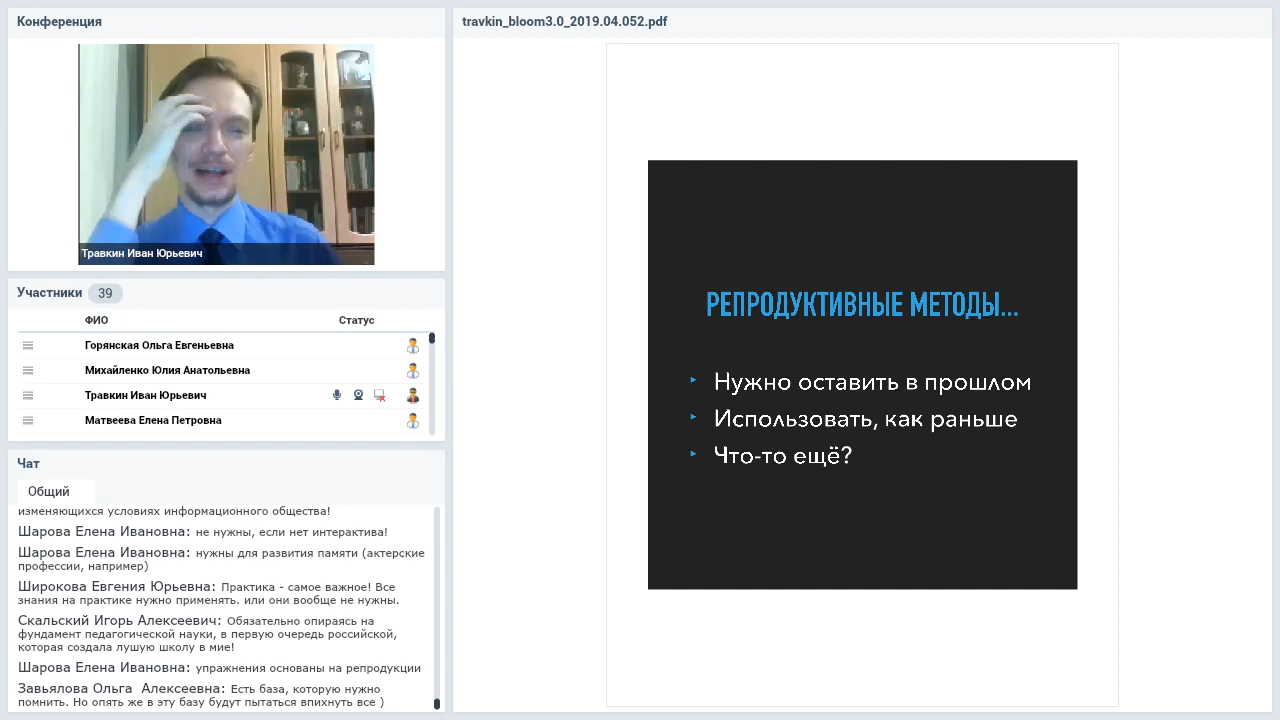 Конференция
Травкин Иван Юрьевич
Участники 39
ФИО Статус
Горянская Ольга Евгеньевна
Михайленко Юлия Анатольевна
Травкин Иван Юрьевич
Матвеева Елена Петровна
Чат
Общий
изменяющихся условиях информационного общества!
Шарова Елена Ивановна: не нужны, если нет интерактива!
Шарова Елена Ивановна: нужны для развития памяти (актерские
профессии, например)
Широкова Евгения Юрьевна: Практика - самое важное! Все
знания на практике нужно применять. или они вообще не нужны.
Скальский Игорь Алексеевич: Обязательно опираясь на
фундамент педагогической науки, в первую очередь российской,
которая создала лушую школу в мие!
Шарова Елена Ивановна: упражнения основаны на репродукции
Завьялова Ольга Алексеевна: Есть база, которую нужно
помнить. Но опять же в эту базу будут пытаться впихнуть все )
travkin_bloom3.0_2019.04.052.pdf
РЕПРОДУКТИВНЫЕ МЕТОДЫ...
‣ Нужно оставить в прошлом
‣ Использовать, как раньше
‣ Что-то ещё?